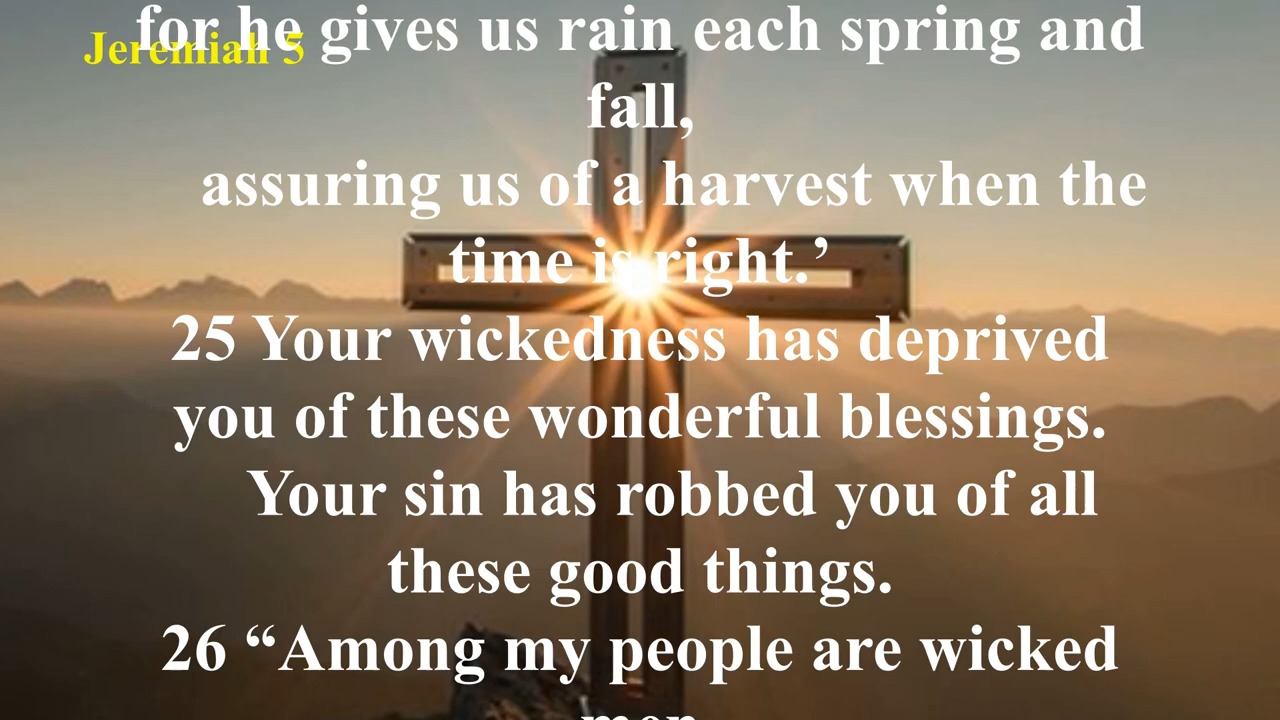 Jeremiah 5
for he gives us rain each spring and
fall,
assuring us of a harvest when the
time is right.’
25 Your wickedness has deprived
you of these wonderful blessings.
Your sin has robbed you of all
these good things.
26 “Among my people are wicked
men